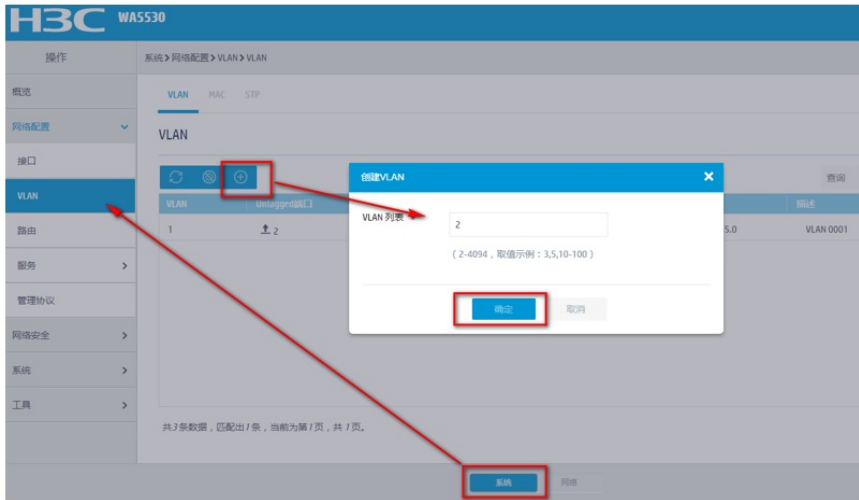 H3C WA5530
操作
系统 > 网络配置 > VLAN > VLAN
概览
VLAN MAC STP
网络配置
VLAN
接口
创建VLAN
查询
VLAN
VLAN Untagged端口 描述
VLAN 列表
2
路由
1 2 5.0 VLAN 0001
(2-4094，取值示例：3,5,10-100)
服务
管理协议
确定 取消
网络安全
系统
工具
共3条数据，匹配出1条，当前为第1页，共1页。
系统 网络